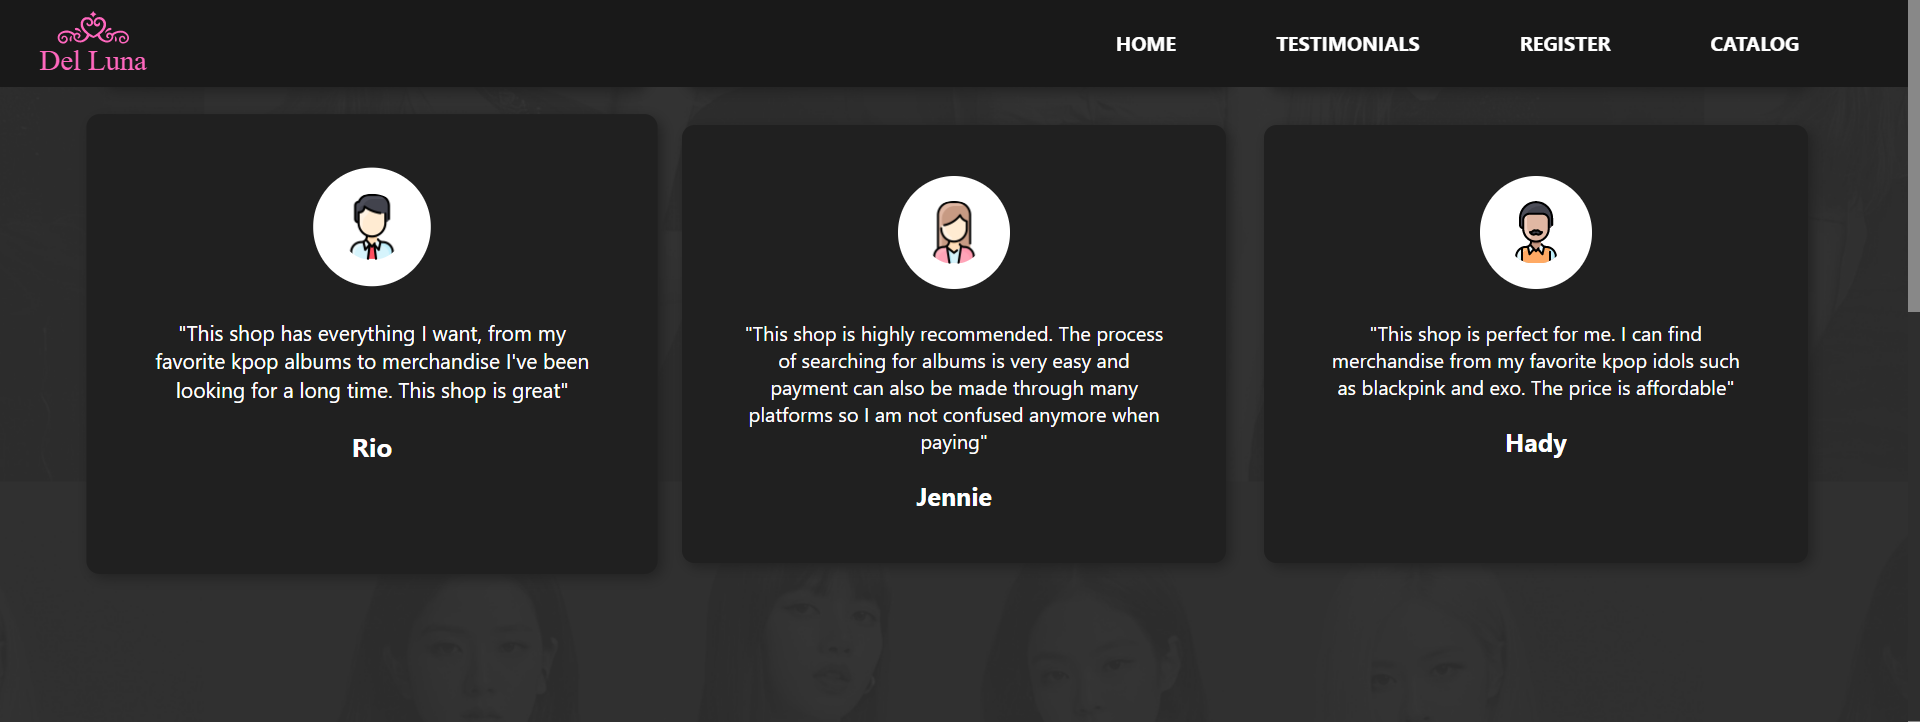 Del Luna
HOME
TESTIMONIALS
REGISTER
CATALOG
"This shop has everything I want, from my
favorite kpop albums to merchandise I've been
looking for a long time. This shop is great"
Rio
"This shop is highly recommended. The process
of searching for albums is very easy and
payment can also be made through many
platforms so I am not confused anymore when
paying"
Jennie
"This shop is perfect for me. I can find
merchandise from my favorite kpop idols such
as blackpink and exo. The price is affordable"
Hady